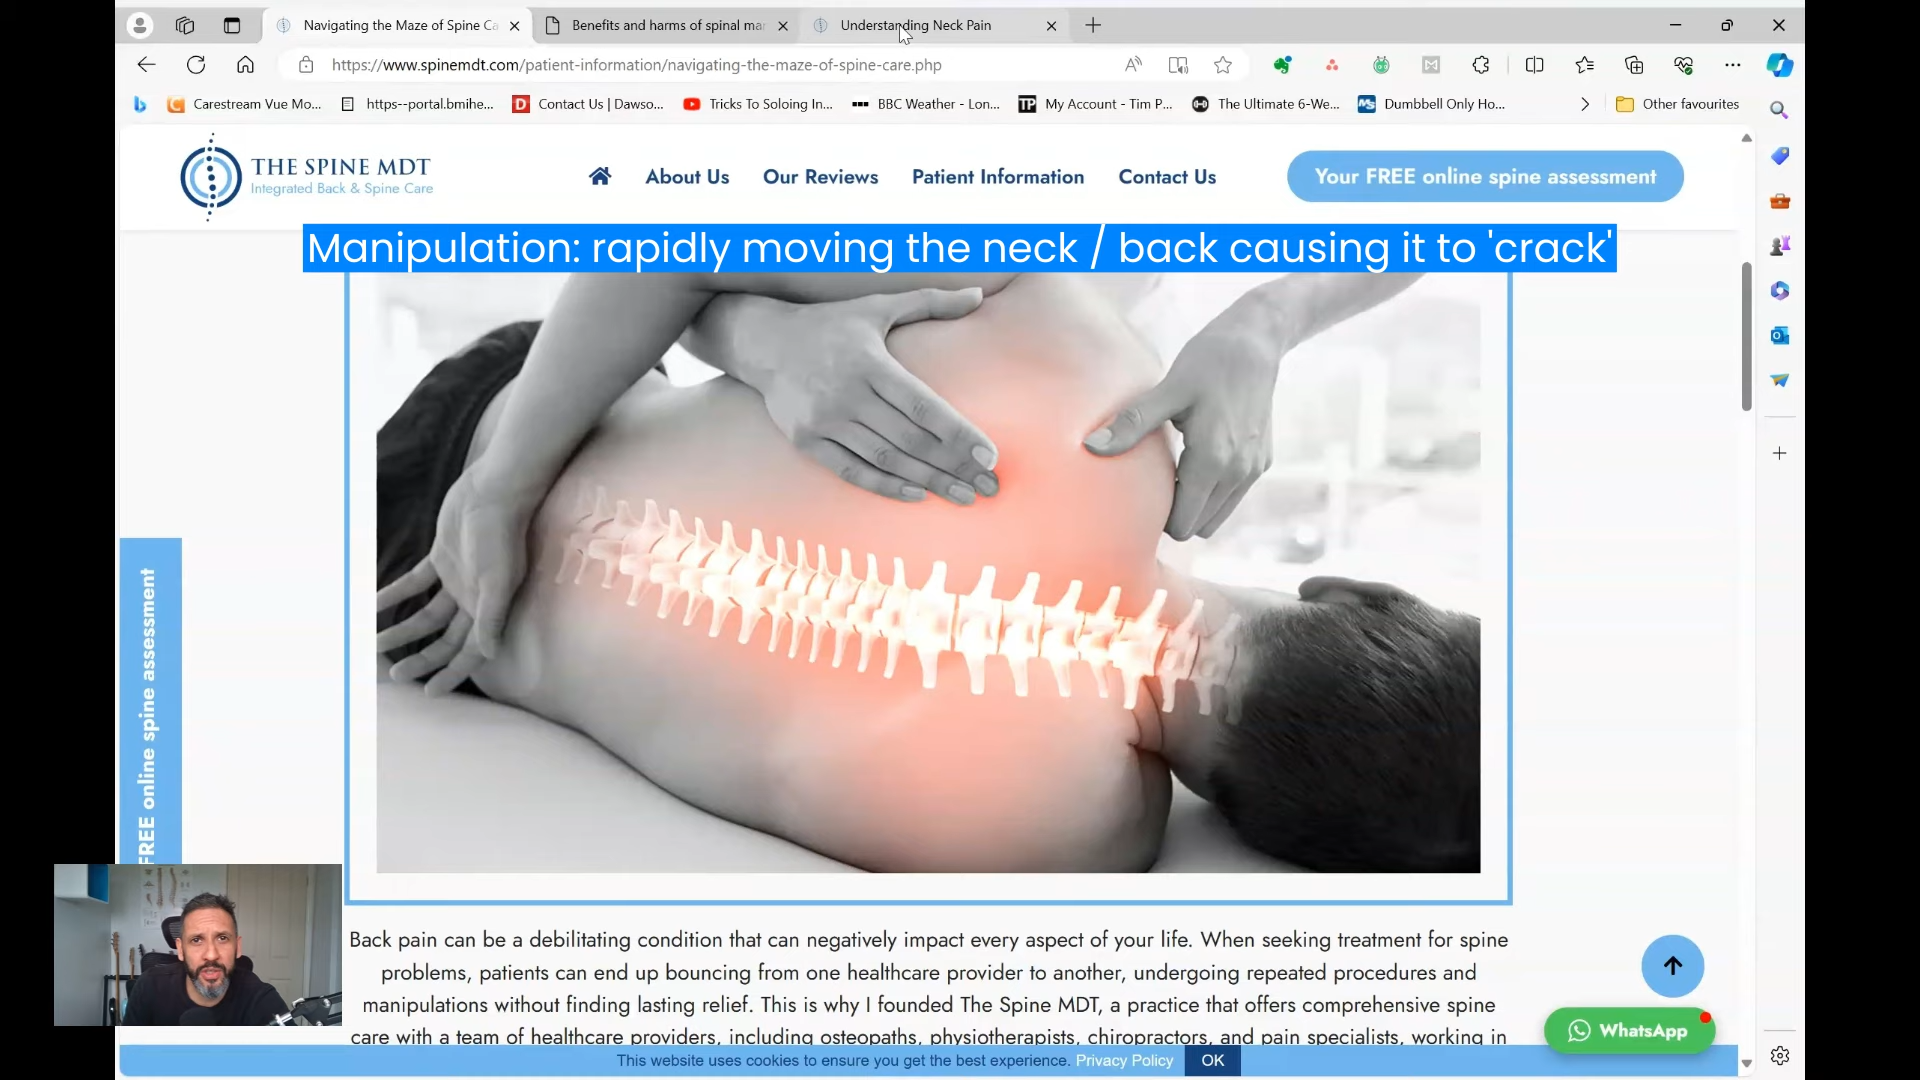 Navigating the Maze of Spine Ca
Benefits and harms of spinal ma
Understanding Neck Pain
https://www.spinemdt.com/patient-information/navigating-the-maze-of-spine-care.php
Carestream Vue Mo...
https--portal.bmihe...
Contact Us | Dawso...
Tricks To Soloing In...
BBC Weather - Lon...
My Account - Tim P...
The Ultimate 6-We...
Dumbbell Only Ho...
Other favourites
THE SPINE MDT
Integrated Back & Spine Care
About Us
Our Reviews
Patient Information
Contact Us
Your FREE online spine assessment
Manipulation: rapidly moving the neck / back causing it to 'crack'
FREE online spine assessment
Back pain can be a debilitating condition that can negatively impact every aspect of your life. When seeking treatment for spine
problems, patients can end up bouncing from one healthcare provider to another, undergoing repeated procedures and
manipulations without finding lasting relief. This is why I founded The Spine MDT, a practice that offers comprehensive spine
care with a team of healthcare providers, including osteopaths, physiotherapists, chiropractors, and pain specialists, working in
WhatsApp
This website uses cookies to ensure you get the best experience. Privacy Policy OK